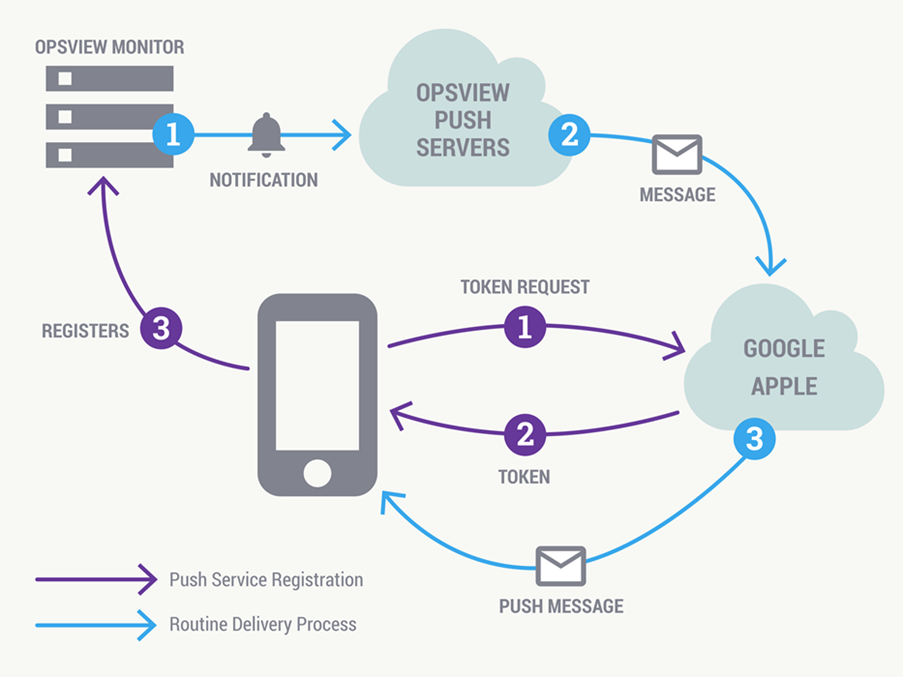 OPSVIEW MONITOR
1
NOTIFICATION
OPSVIEW
PUSH
SERVERS
2
MESSAGE
REGISTERS
3
TOKEN REQUEST
1
GOOGLE
APPLE
2
TOKEN
3
PUSH MESSAGE
Push Service Registration
Routine Delivery Process